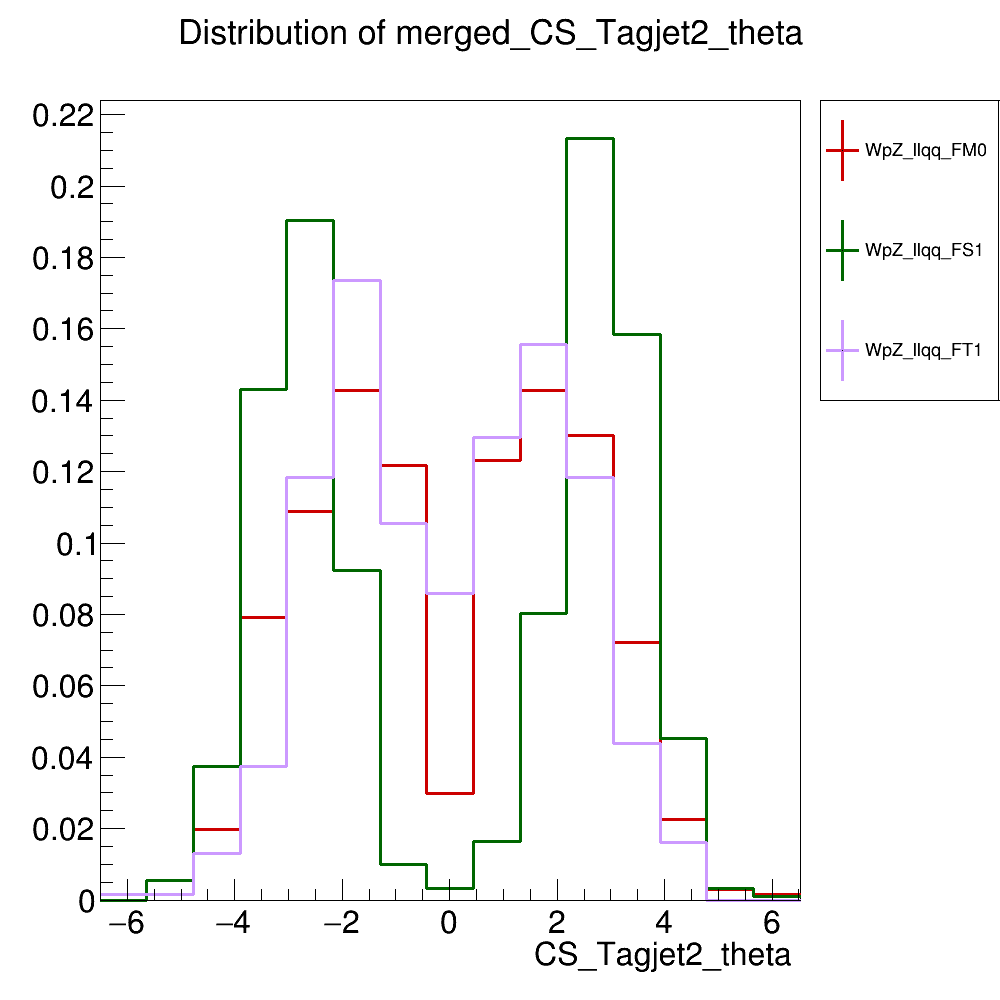 Distribution of merged_CS_Tagjet2_theta
0.22
0.2
0.18
0.16
0.14
0.12
0.1
0.08
0.06
0.04
0.02
0
−6 −4 −2 0 2 4 6
CS_Tagjet2_theta
WpZ_llqq_FM0
WpZ_llqq_FS1
WpZ_llqq_FT1